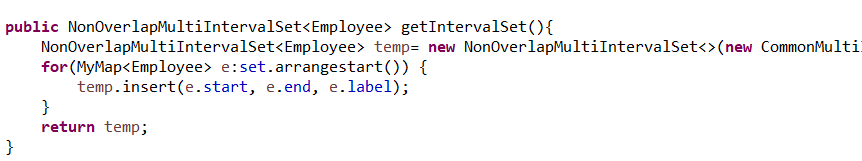 public NonOverlapMultiIntervalSet<Employee> getIntervalSet(){
    NonOverlapMultiIntervalSet<Employee> temp= new NonOverlapMultiIntervalSet<>(new CommonMulti
    for(MyMap<Employee> e:set.arrangestart()) {
        temp.insert(e.start, e.end, e.label);
    }
    return temp;
}